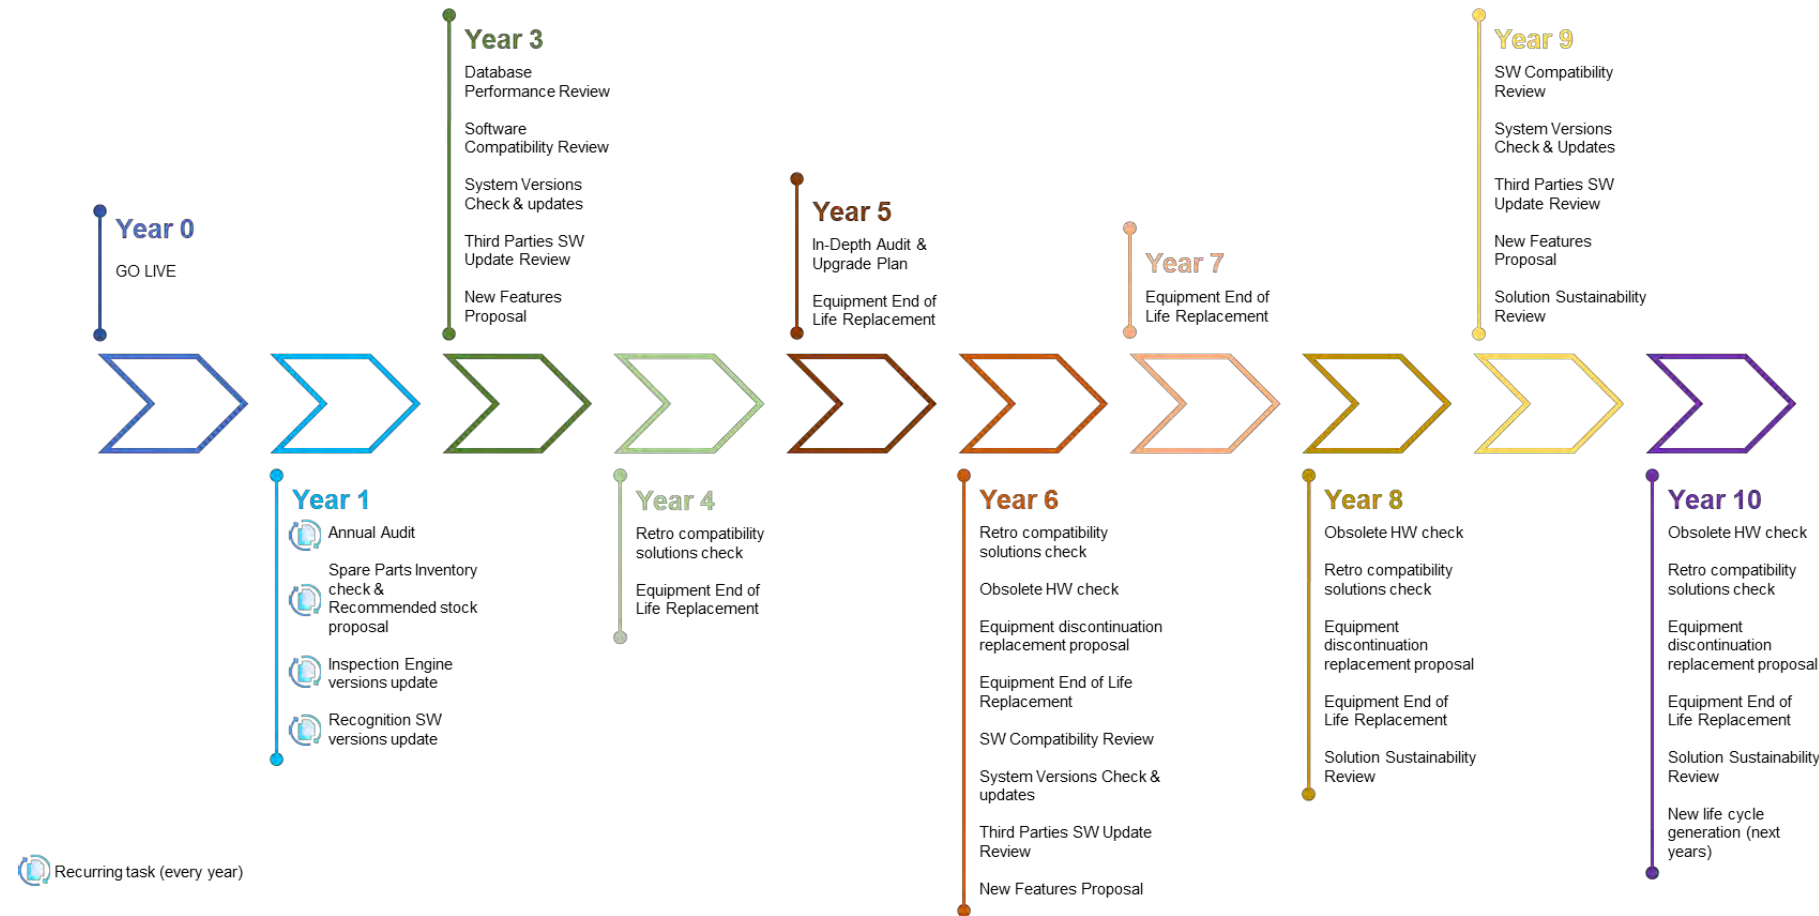 Year 0
GO LIVE
Year 1
Annual Audit
Spare Parts Inventory
check &
Recommended stock
proposal
Inspection Engine
versions update
Recognition SW
versions update
Year 3
Database
Performance Review
Software
Compatibility Review
System Versions
Check & updates
Third Parties SW
Update Review
New Features
Proposal
Year 4
Retro compatibility
solutions check
Equipment End of
Life Replacement
Year 5
In-Depth Audit &
Upgrade Plan
Equipment End of
Life Replacement
Year 6
Retro compatibility
solutions check
Obsolete HW check
Equipment discontinuation
replacement proposal
Equipment End of Life
Replacement
SW Compatibility Review
System Versions Check &
updates
Third Parties SW Update
Review
New Features Proposal
Year 7
Equipment End of
Life Replacement
Year 8
Obsolete HW check
Retro compatibility
solutions check
Equipment
discontinuation
replacement proposal
Equipment End of
Life Replacement
Solution Sustainability
Review
Year 9
SW Compatibility
Review
System Versions
Check & Updates
Third Parties SW
Update Review
New Features
Proposal
Solution Sustainability
Review
Year 10
Obsolete HW check
Retro compatibility
solutions check
Equipment
discontinuation
replacement proposal
Equipment End of
Life Replacement
Solution Sustainability
Review
New life cycle
generation (next
years)
Recurring task (every year)